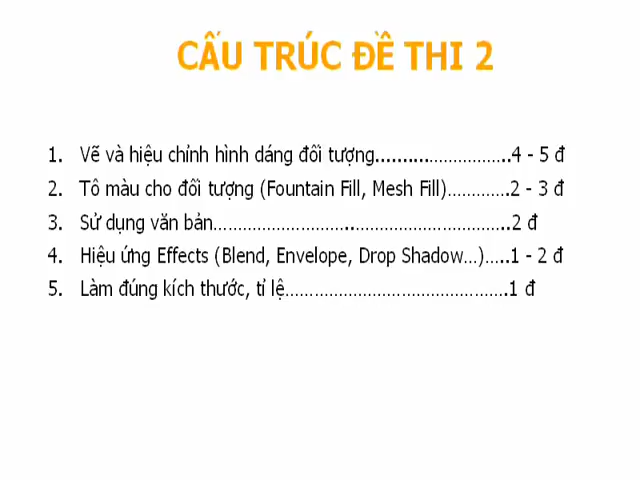 CẤU TRÚC ĐỀ THI 2
1. Vẽ và hiệu chỉnh hình dáng đối tượng..........……………..4 - 5 đ
2. Tô màu cho đối tượng (Fountain Fill, Mesh Fill)………….2 - 3 đ
3. Sử dụng văn bản………………………..………………………..2 đ
4. Hiệu ứng Effects (Blend, Envelope, Drop Shadow…)…..1 - 2 đ
5. Làm đúng kích thước, tỉ lệ……………………………………….1 đ